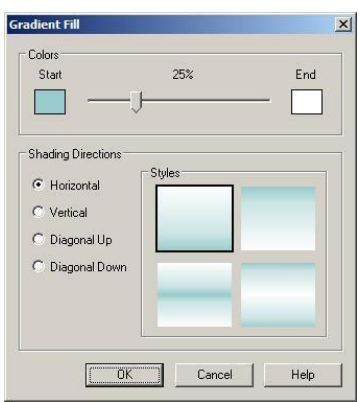 Gradient Fill
Colors
Start 25% End
Shading Directions
Styles
Horizontal
Vertical
Diagonal Up
Diagonal Down
OK Cancel Help